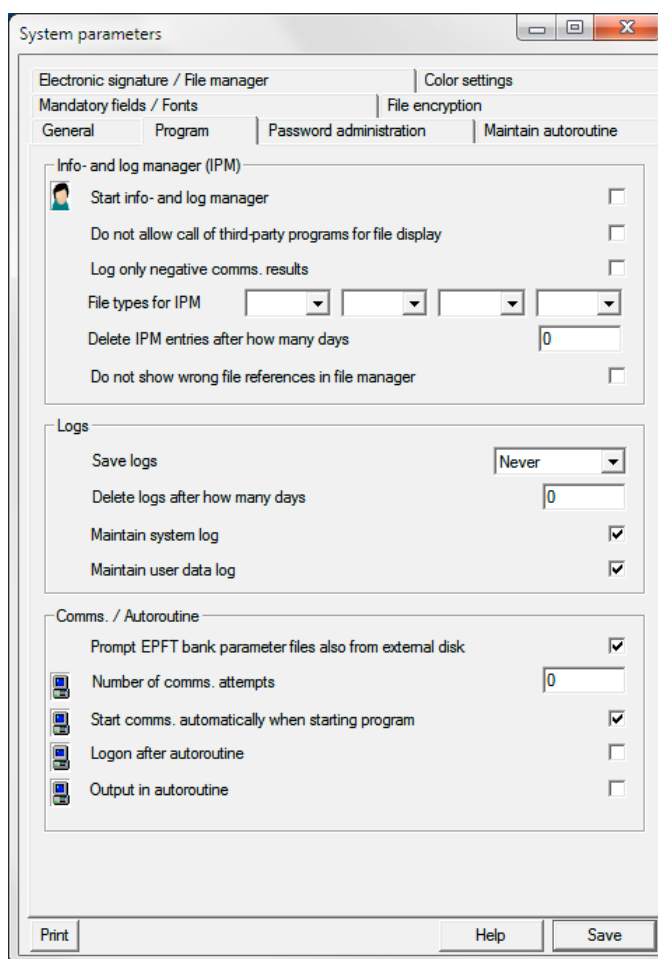 System parameters
Electronic signature / File manager Color settings
Mandatory fields / Fonts File encryption
General Program Password administration Maintain autoroutine
Info- and log manager (IPM)
Start info- and log manager
Do not allow call of third-party programs for file display
Log only negative comms. results
File types for IPM
Delete IPM entries after how many days 0
Do not show wrong file references in file manager
Logs
Save logs Never
Delete logs after how many days 0
Maintain system log
Maintain user data log
Comms. / Autoroutine
Prompt EPFT bank parameter files also from external disk
Number of comms. attempts 0
Start comms. automatically when starting program
Logon after autoroutine
Output in autoroutine
Print Help Save